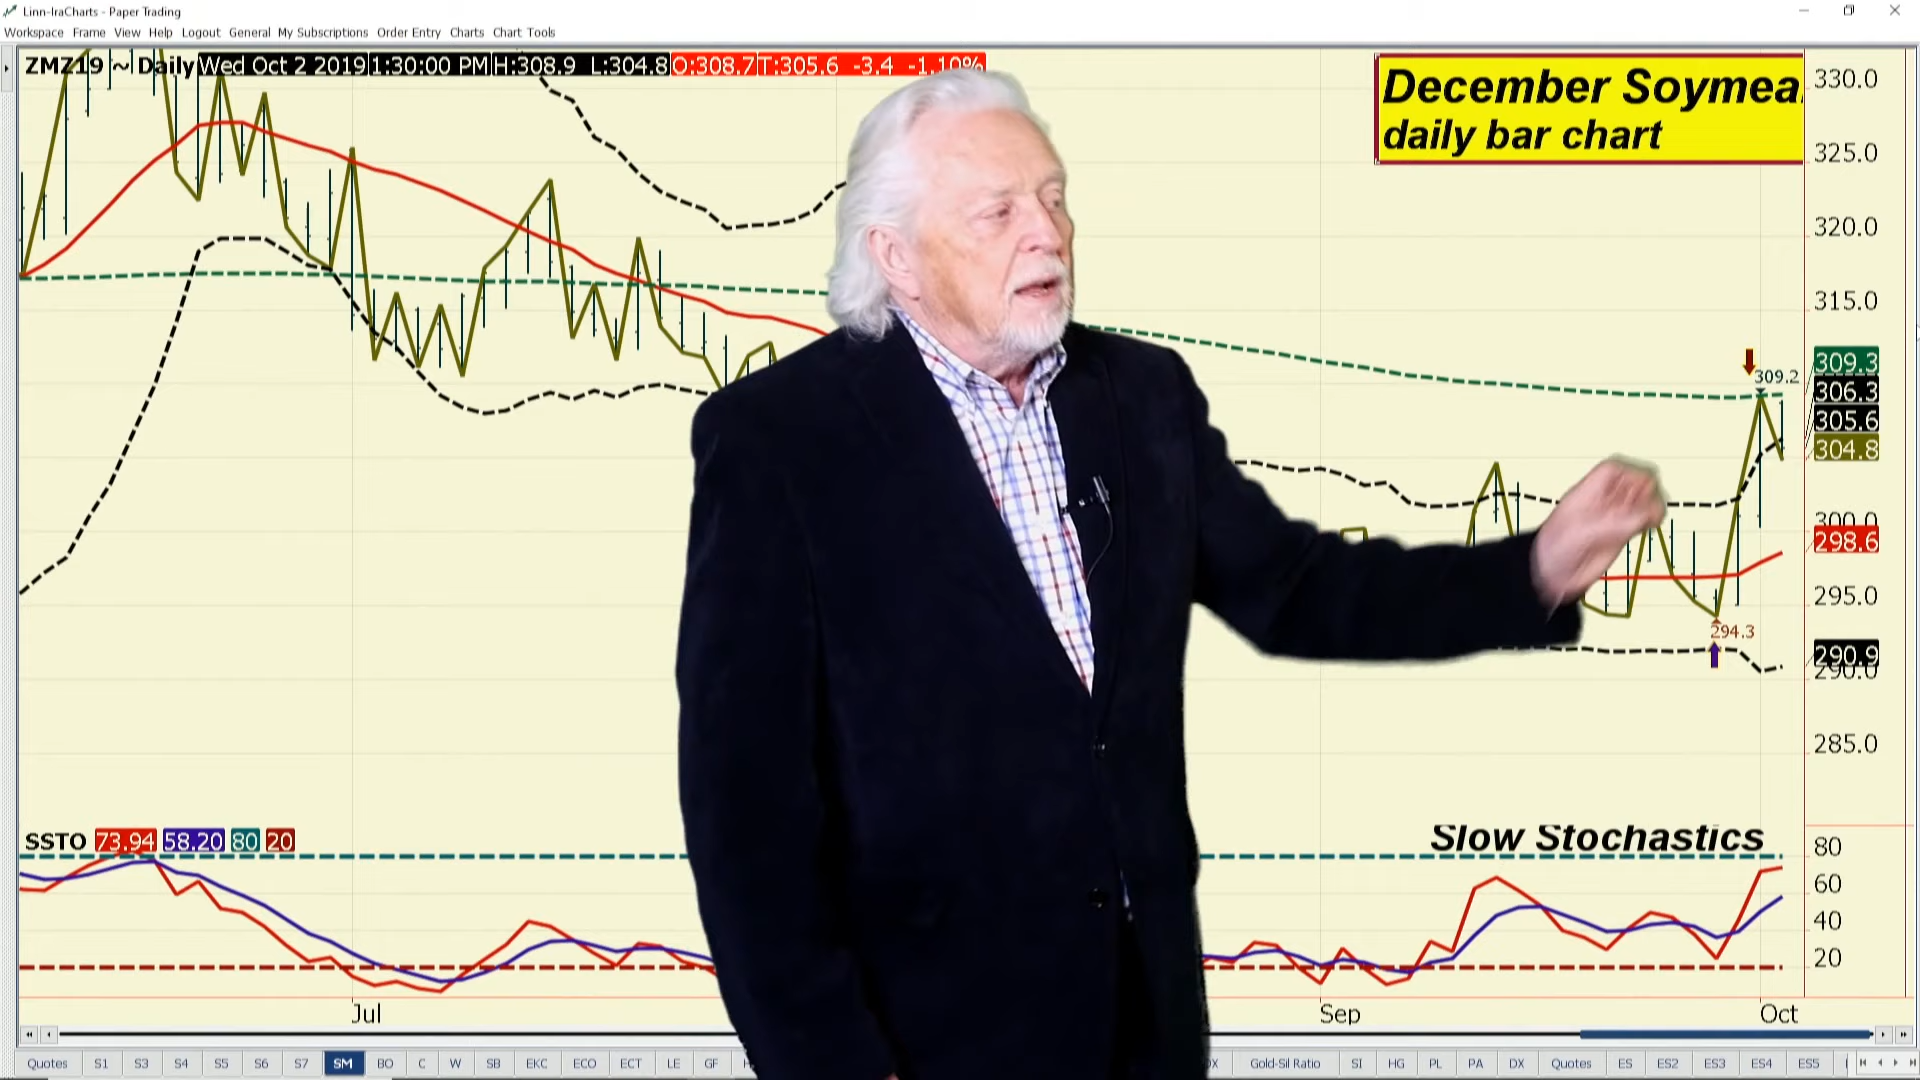 Linn-IraCharts - Paper Trading
Workspace Frame View Help Logout General My Subscriptions Order Entry Charts Chart Tools
ZMZ19 ~ Daily Wed Oct 2 2019 1:30:00 PM H:308.9 L:304.8 O:308.7 T:305.6 -3.4 -1.10%
December Soymea
daily bar chart
330.0
325.0
320.0
315.0
309.3
309.2
306.3
305.6
304.8
300.0
298.6
295.0
294.3
290.9
290.0
285.0
SSTO 73.94 58.20 80 20
Slow Stochastics
80
60
40
20
Jul Sep Oct
Quotes S1 S3 S4 S5 S6 S7 SM BO C W SB EKC ECO ECT LE GF Gold-Sil Ratio SI HG PL PA DX Quotes ES ES2 ES3 ES4 ES5